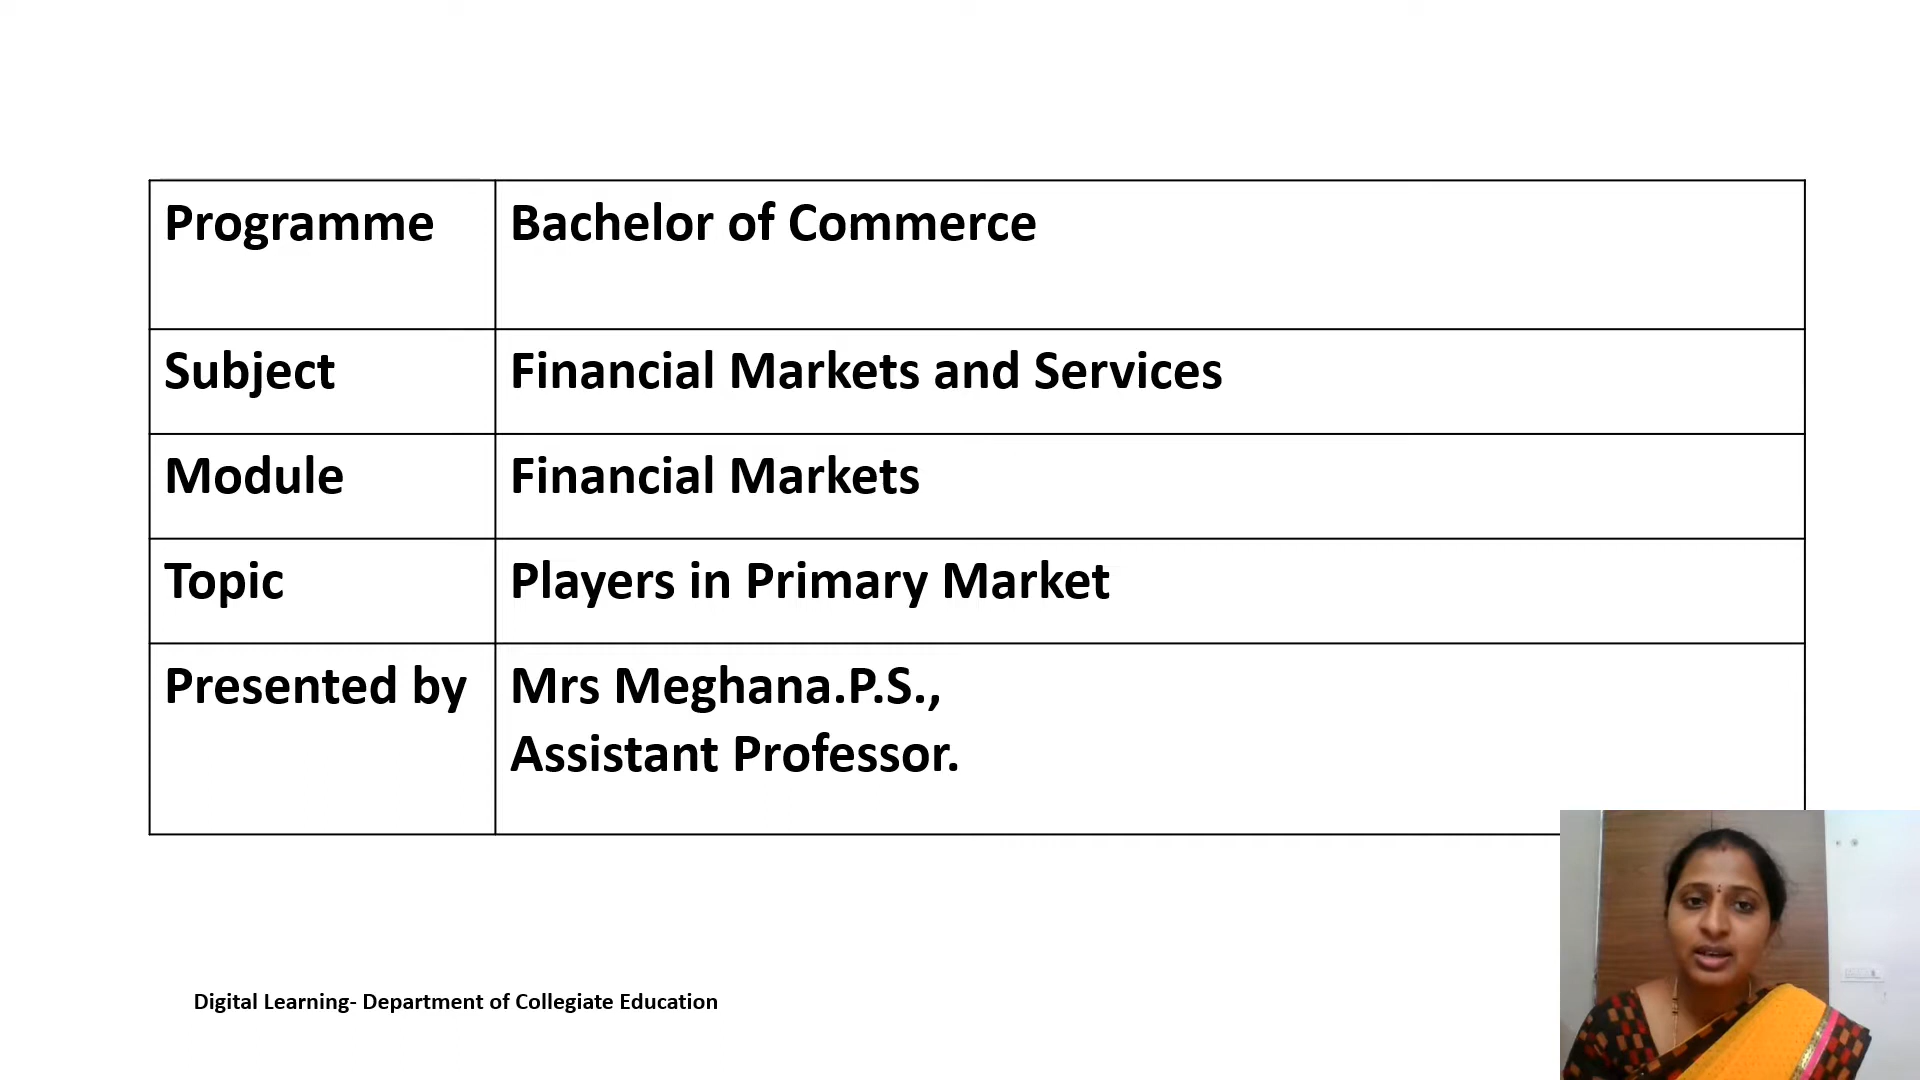 Programme Bachelor of Commerce
Subject Financial Markets and Services
Module Financial Markets
Topic Players in Primary Market
Presented by Mrs Meghana.P.S.,
Assistant Professor.
Digital Learning- Department of Collegiate Education